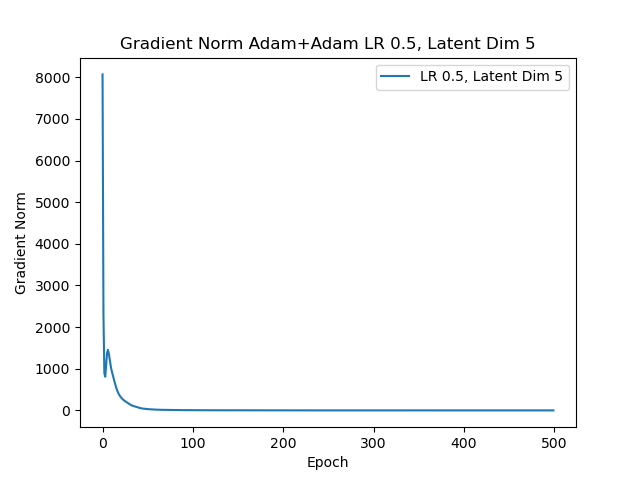 Gradient Norm Adam+Adam LR 0.5, Latent Dim 5
LR 0.5, Latent Dim 5
8000
7000
6000
5000
4000
3000
2000
1000
0
Gradient Norm
0 100 200 300 400 500
Epoch